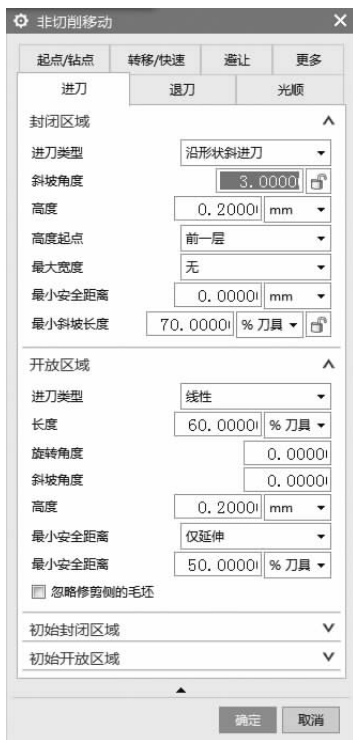 非切削移动
起点/钻点 转移/快速 避让 更多
进刀 退刀 光顺
封闭区域
进刀类型 沿形状斜进刀
斜坡角度 3.0000
高度 0.2000 mm
高度起点 前一层
最大宽度 无
最小安全距离 0.0000 mm
最小斜坡长度 70.0000 % 刀具
开放区域
进刀类型 线性
长度 60.0000 % 刀具
旋转角度 0.0000
斜坡角度 0.0000
高度 0.2000 mm
最小安全距离 仅延伸
最小安全距离 50.0000 % 刀具
忽略修剪侧的毛坯
初始封闭区域
初始开放区域
确定 取消